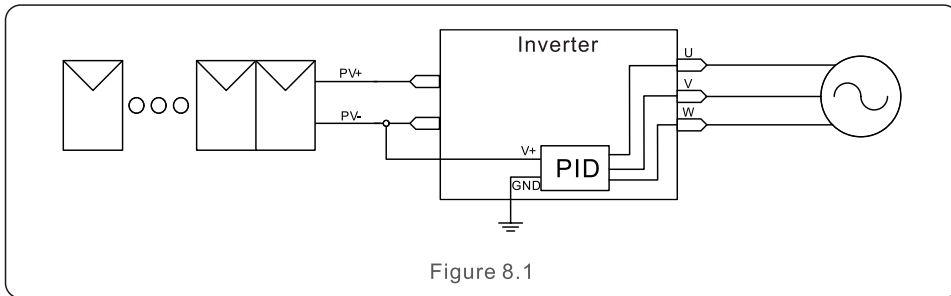 Inverter
U
PV+
V
PV-
W
V+
PID
GND
Figure 8.1